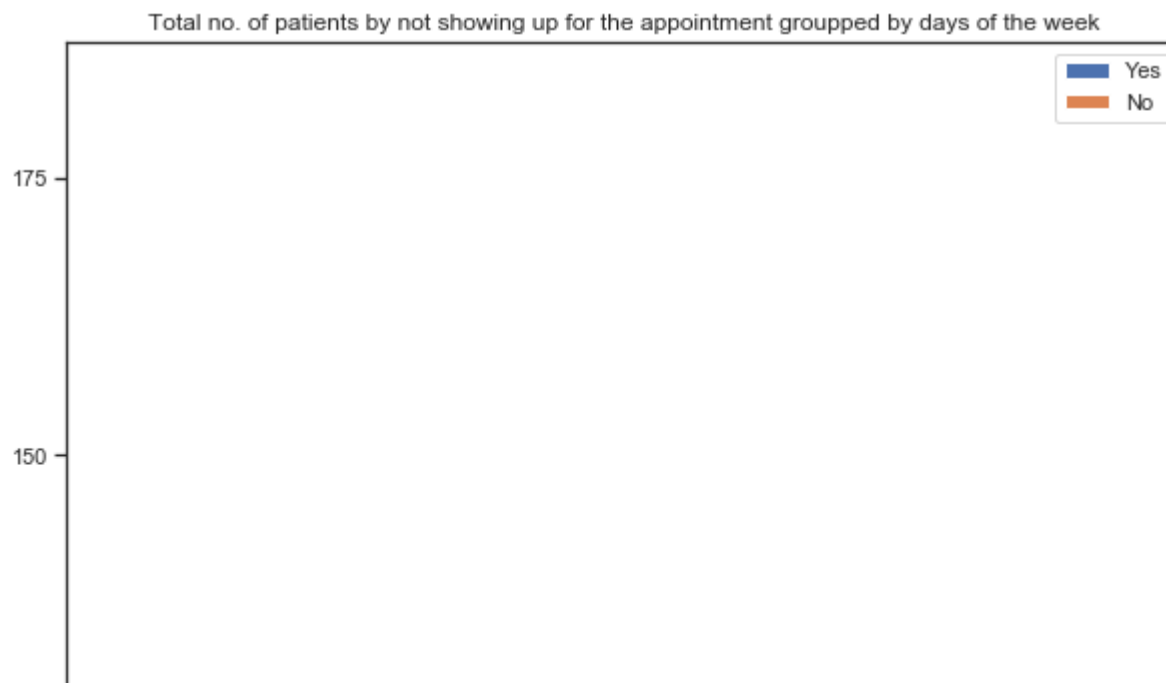 Total no. of patients by not showing up for the appointment groupped by days of the week
Yes
No
175
150